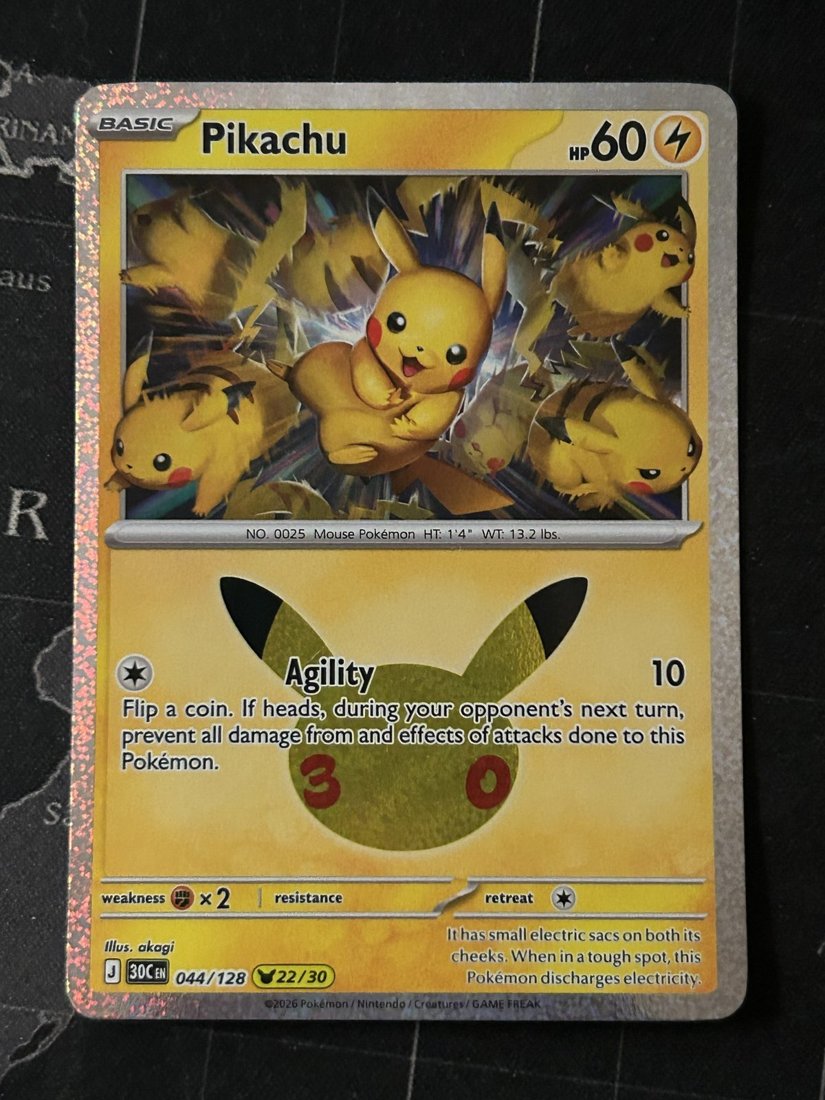 BASIC
Pikachu
HP 60
NO. 0025 Mouse Pokémon HT: 1'4" WT: 13.2 lbs.
Agility 10
Flip a coin. If heads, during your opponent's next turn,
prevent all damage from and effects of attacks done to this
Pokémon.
3 0
weakness ×2 resistance retreat
Illus. akagi
It has small electric sacs on both its
cheeks. When in a tough spot, this
Pokémon discharges electricity.
J 30C EN 044/128 22/30
©2026 Pokémon / Nintendo / Creatures / GAME FREAK
aus
R